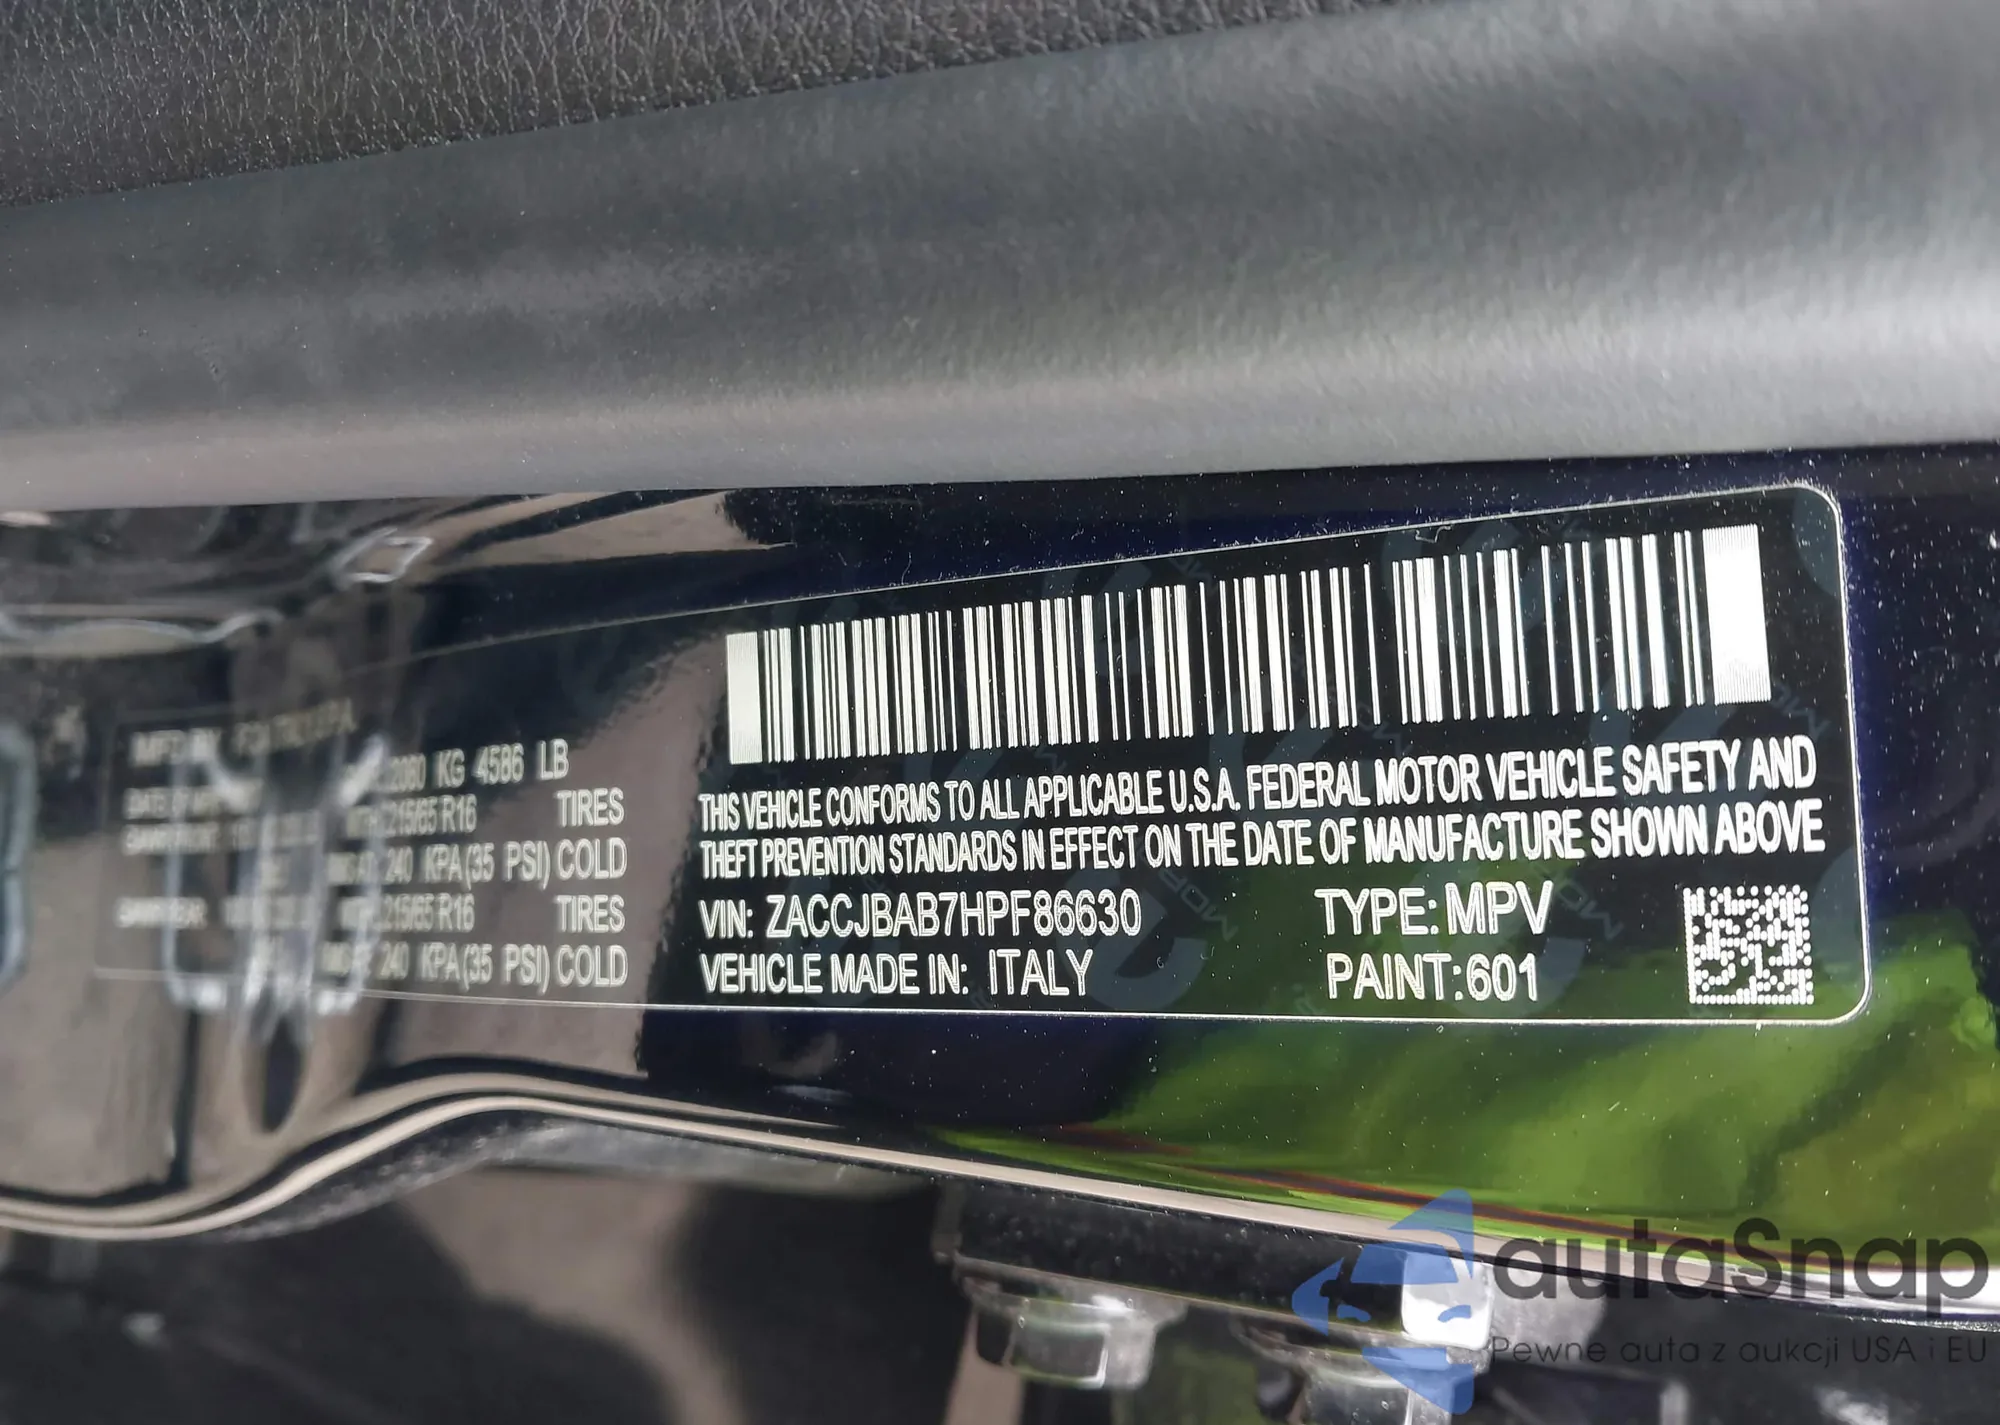 MFD BY
2080 KG 4586 LB
215/65 R16 TIRES
240 KPA(35 PSI) COLD
215/65 R16 TIRES
240 KPA(35 PSI) COLD
THIS VEHICLE CONFORMS TO ALL APPLICABLE U.S.A. FEDERAL MOTOR VEHICLE SAFETY AND
THEFT PREVENTION STANDARDS IN EFFECT ON THE DATE OF MANUFACTURE SHOWN ABOVE
VIN: ZACCJBAB7HPF86630 TYPE: MPV
VEHICLE MADE IN: ITALY PAINT:601
autaSnap
Pewne auta z aukcji USA i EU